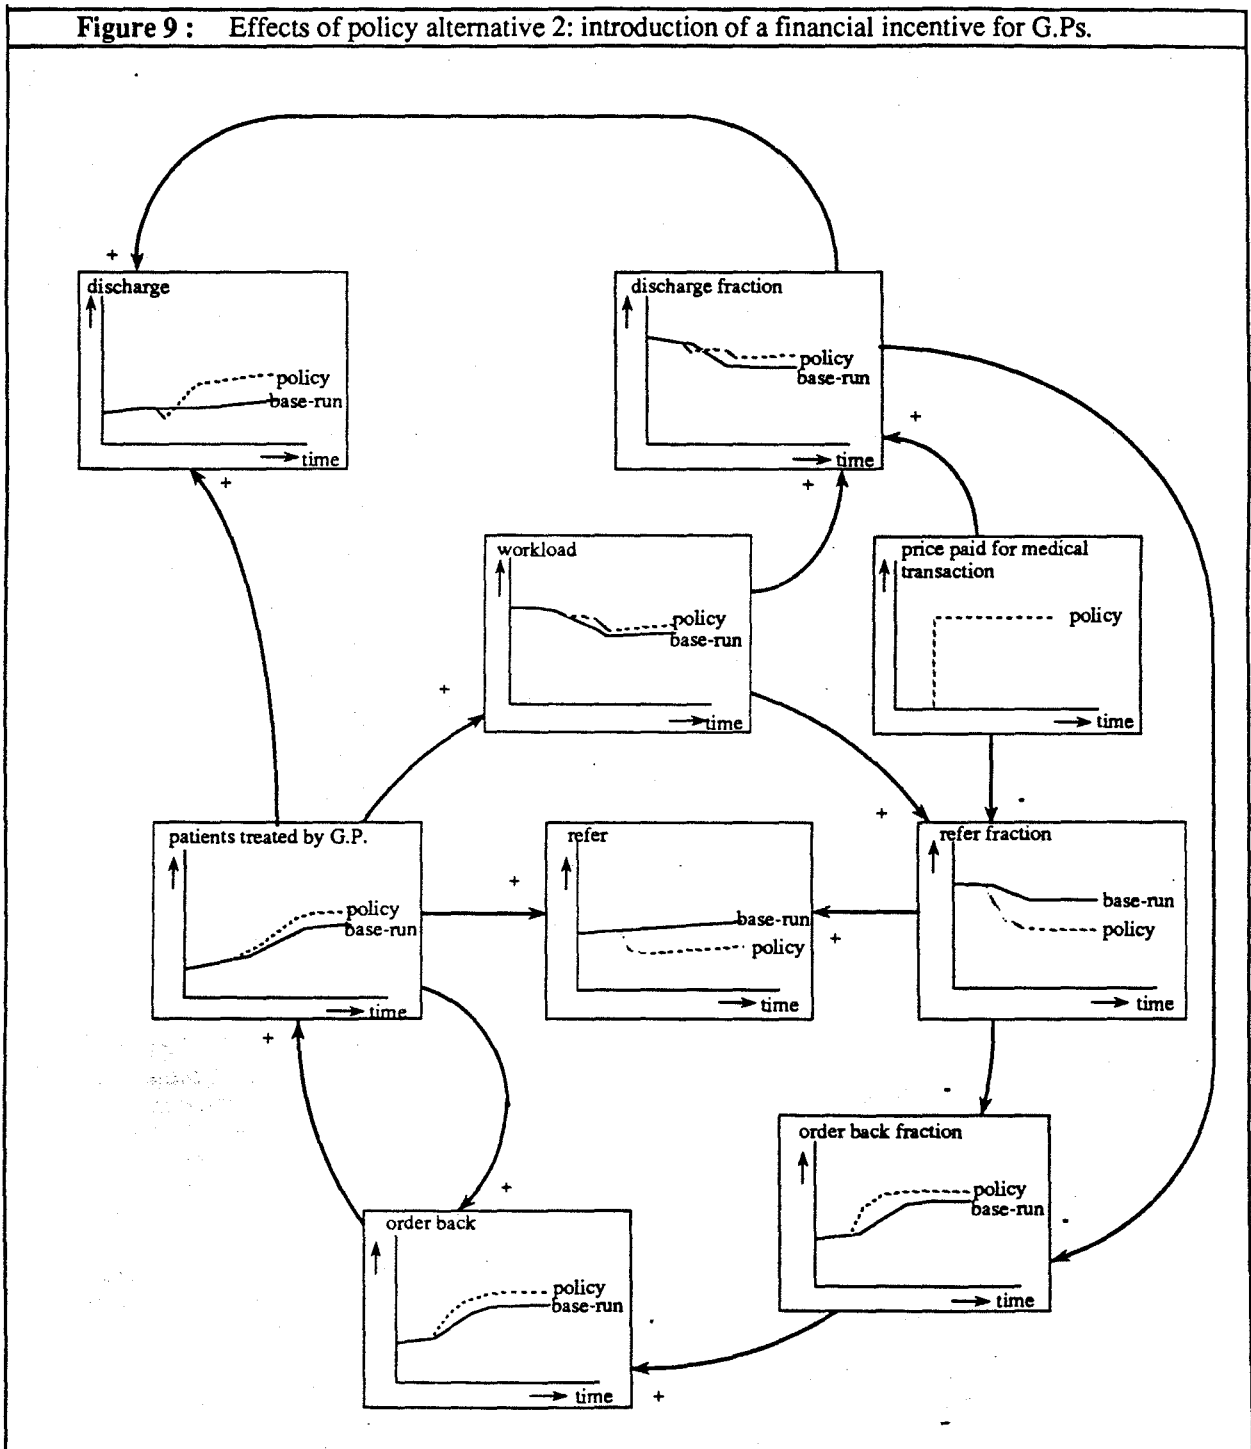 Figure 9 : Effects of policy alternative 2: introduction of a financial incentive for G.Ps.
+
discharge
policy
base-run
time
+
discharge fraction
policy
base-run
time
+
+
workload
policy
base-run
time
+
price paid for medical
transaction
policy
time
-
+
patients treated by G.P.
policy
base-run
time
+
+
refer
base-run
policy
time
+
refer fraction
base-run
policy
time
-
order back fraction
policy
base-run
time
-
+
order back
policy
base-run
time
+